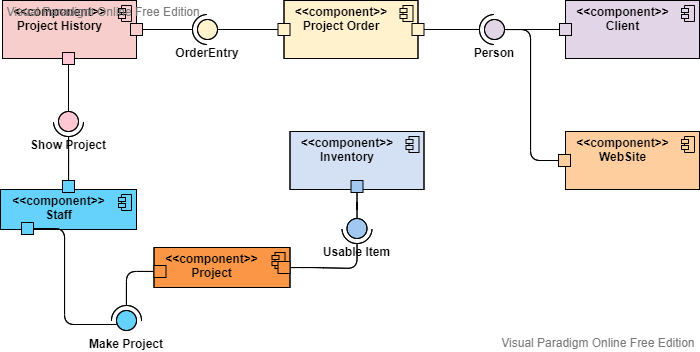 Visual Paradigm Online Free Edition
<<component>>
Project History
OrderEntry
<<component>>
Project Order
Person
<<component>>
Client
Show Project
<<component>>
Inventory
<<component>>
WebSite
<<component>>
Staff
Usable Item
<<component>>
Project
Make Project
Visual Paradigm Online Free Edition